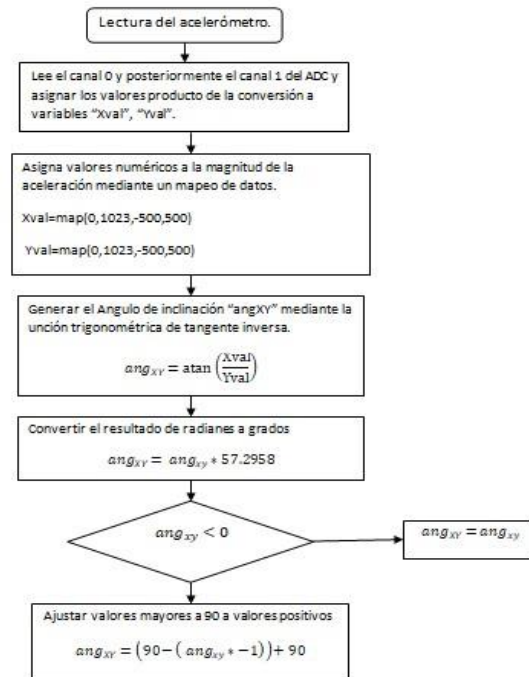 Lectura del acelerómetro.
Lee el canal 0 y posteriormente el canal 1 del ADC y
asignar los valores producto de la conversión a
variables "Xval", "Yval".
Asigna valores numéricos a la magnitud de la
aceleración mediante un mapeo de datos.
Xval=map(0,1023,-500,500)
Yval=map(0,1023,-500,500)
Generar el Angulo de inclinación "angXY" mediante la
unción trigonométrica de tangente inversa.
ang_XY = atan (Xval/Yval)
Convertir el resultado de radianes a grados
ang_XY = ang_xy * 57.2958
ang_xy < 0
ang_XY = ang_xy
Ajustar valores mayores a 90 a valores positivos
ang_XY = (90−( ang_xy * −1)) + 90